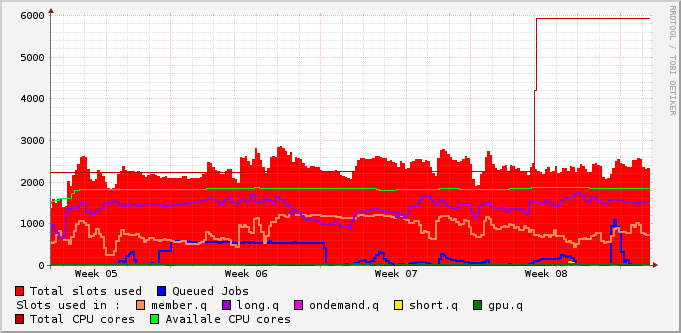 RRDTOOL / TOBI OETIKER
6000
5000
4000
3000
2000
1000
0
Week 05 Week 06 Week 07 Week 08
Total slots used Queued Jobs
Slots used in : member.q long.q ondemand.q short.q gpu.q
Total CPU cores Availale CPU cores